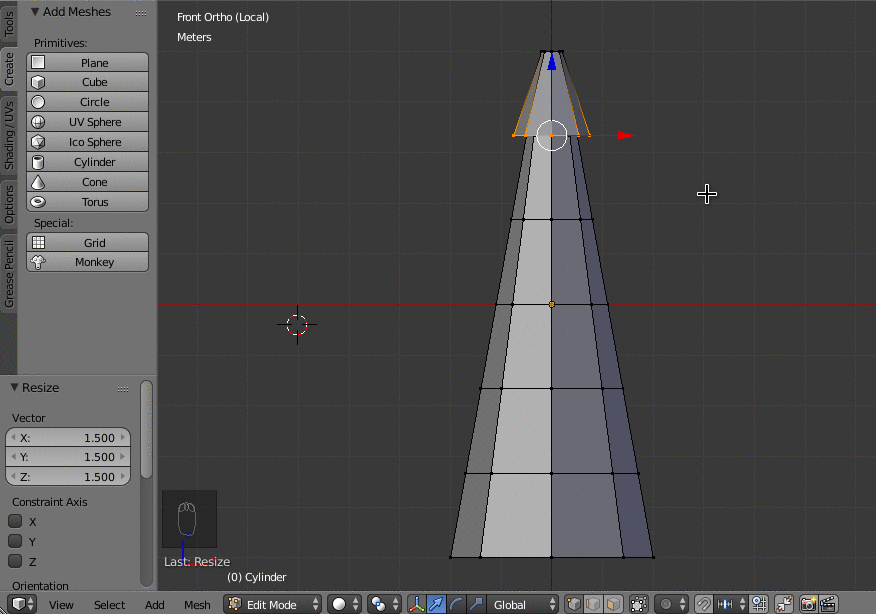 Tools
Create
Shading / UVs
Options
Grease Pencil
Add Meshes
Primitives:
Plane
Cube
Circle
UV Sphere
Ico Sphere
Cylinder
Cone
Torus
Special:
Grid
Monkey
Resize
Vector
X: 1.500
Y: 1.500
Z: 1.500
Constraint Axis
X
Y
Z
Orientation
Front Ortho (Local)
Meters
Last: Resize
(0) Cylinder
View Select Add Mesh Edit Mode Global